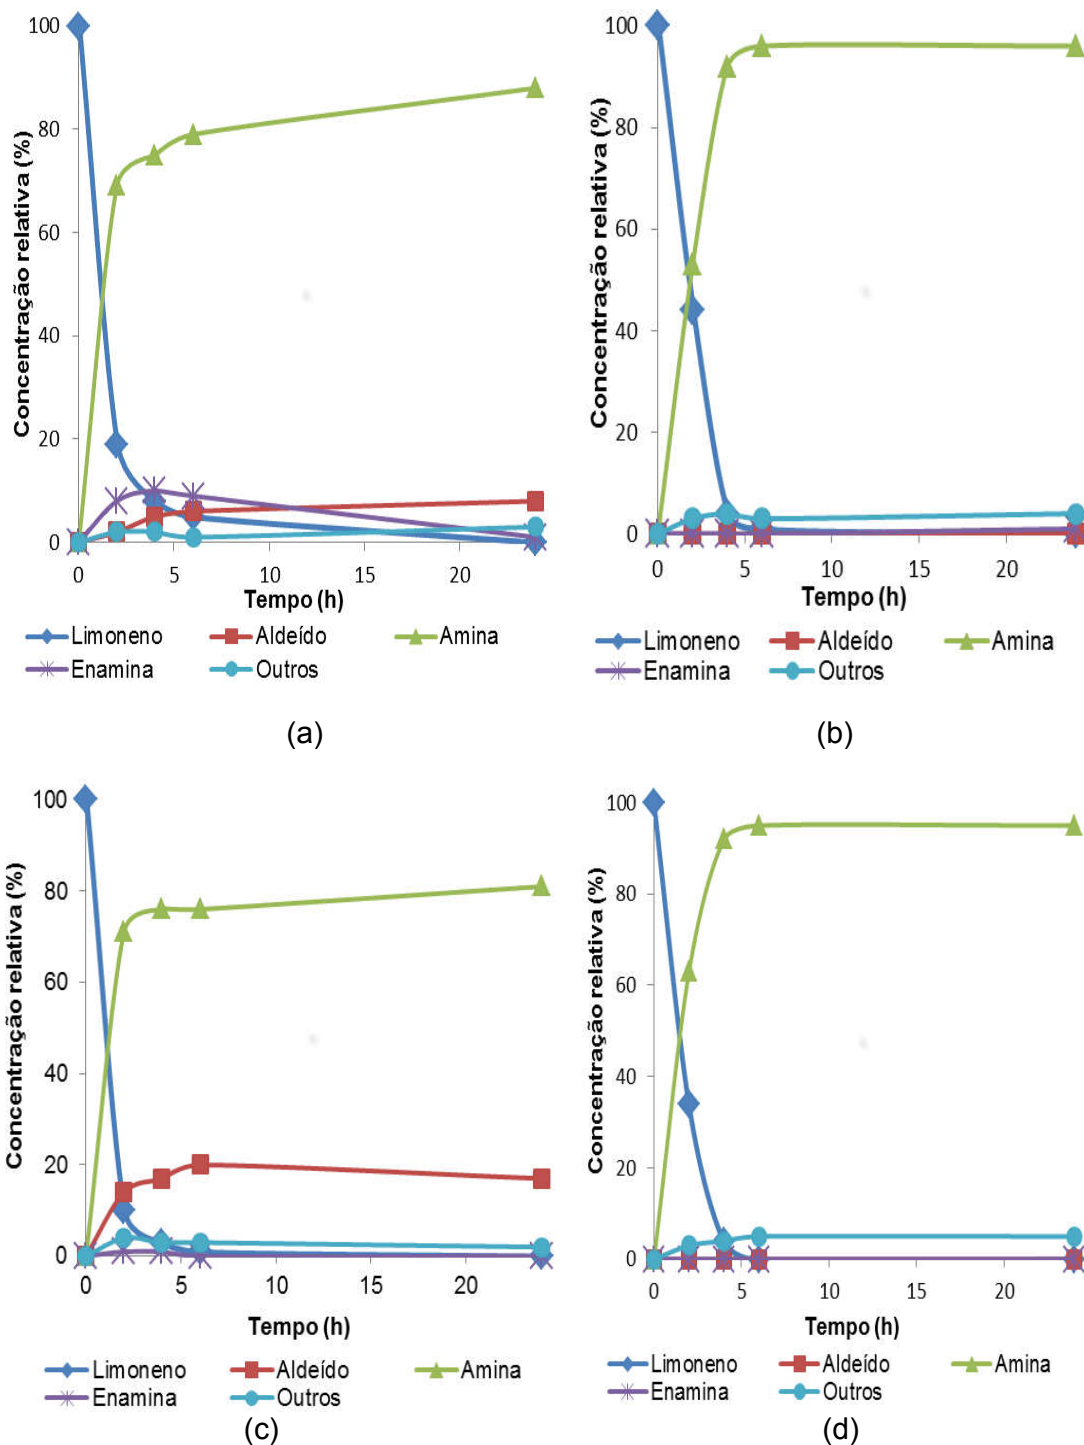 100
80
60
40
20
0
0 5 10 15 20
Concentração relativa (%)
Tempo (h)
Limoneno Aldeído Amina
Enamina Outros
(a)
100
80
60
40
20
0
0 5 10 15 20
Concentração relativa (%)
Tempo (h)
Limoneno Aldeído Amina
Enamina Outros
(b)
100
80
60
40
20
0
0 5 10 15 20
Concentração relativa (%)
Tempo (h)
Limoneno Aldeído Amina
Enamina Outros
(c)
100
80
60
40
20
0
0 5 10 15 20
Concentração relativa (%)
Tempo (h)
Limoneno Aldeído Amina
Enamina Outros
(d)